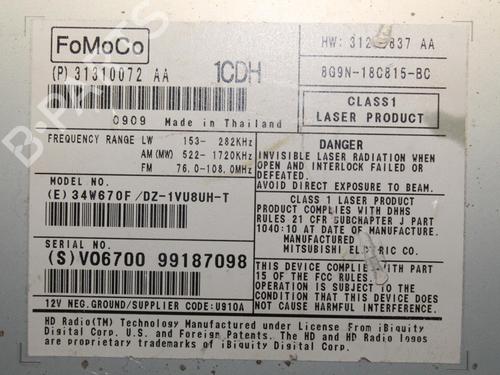 FoMoCo
HW: 837 AA
(P) 31310072 AA
1CDH
8G9N-18C815-BC
0909 Made in Thailand
CLASS1
LASER PRODUCT
FREQUENCY RANGE LW 153- 282KHz
AM(MW) 522- 1720KHz
FM 76.0-108.0MHz
DANGER
INVISIBLE LASER RADIATION WHEN
OPEN AND INTERLOCK FAILED OR
DEFEATED.
AVOID DIRECT EXPOSURE TO BEAM.
MODEL NO.
(E) 34W670F/DZ-1VU8UH-T
CLASS 1 LASER PRODUCT
PRODUCT COMPLIES WITH DHHS
RULES 21 CFR SUBCHAPTER J PART
1040:10 AT DATE OF MANUFACTURE.
MANUFACTURED
MITSUBISHI ELECTRIC CO.
SERIAL NO.
(S) VO6700 99187098
THIS DEVICE COMPLIES WITH PART
15 OF THE FCC RULES.
OPERATION IS SUBJECT TO THE
CONDITION THAT THIS DEVICE DOES
NOT CAUSE HARMFUL INTERFERENCE.
12V NEG.GROUND/SUPPLIER CODE:U910A
HD Radio(TM) Technology Manufactured under License From iBiquity
Digital Corp. U.S. and Foreign Patents. The HD and HD Radio logos
are proprietary trademarks of iBiquity Digital Corp.